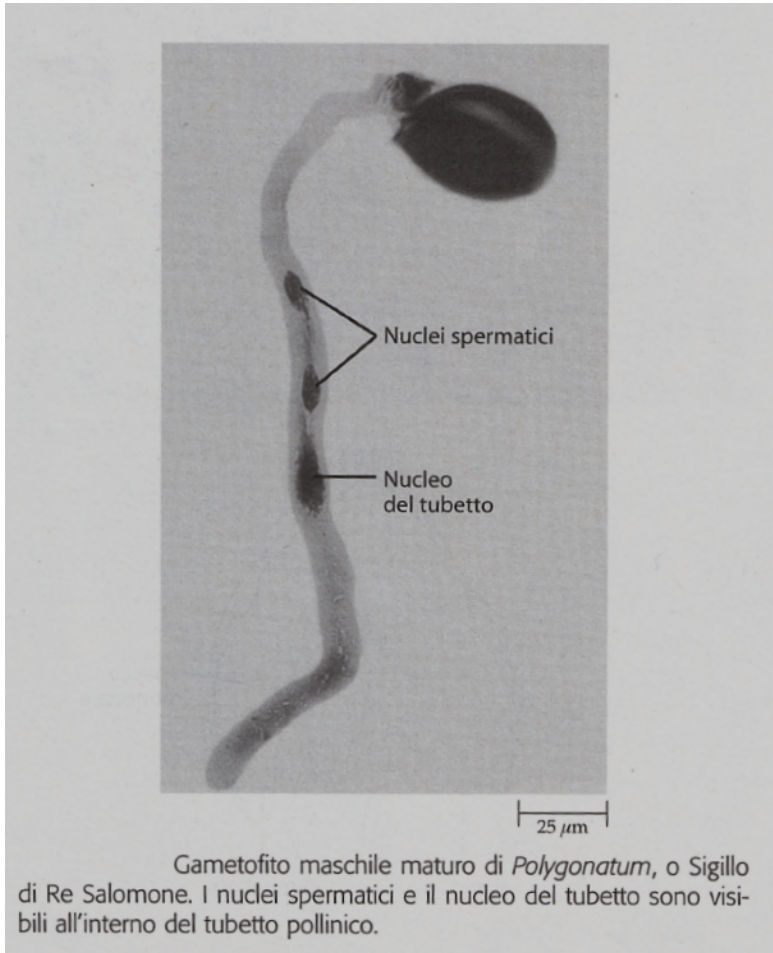 Nuclei spermatici
Nucleo
del tubetto
25 µm
Gametofito maschile maturo di Polygonatum, o Sigillo
di Re Salomone. I nuclei spermatici e il nucleo del tubetto sono visi-
bili all'interno del tubetto pollinico.